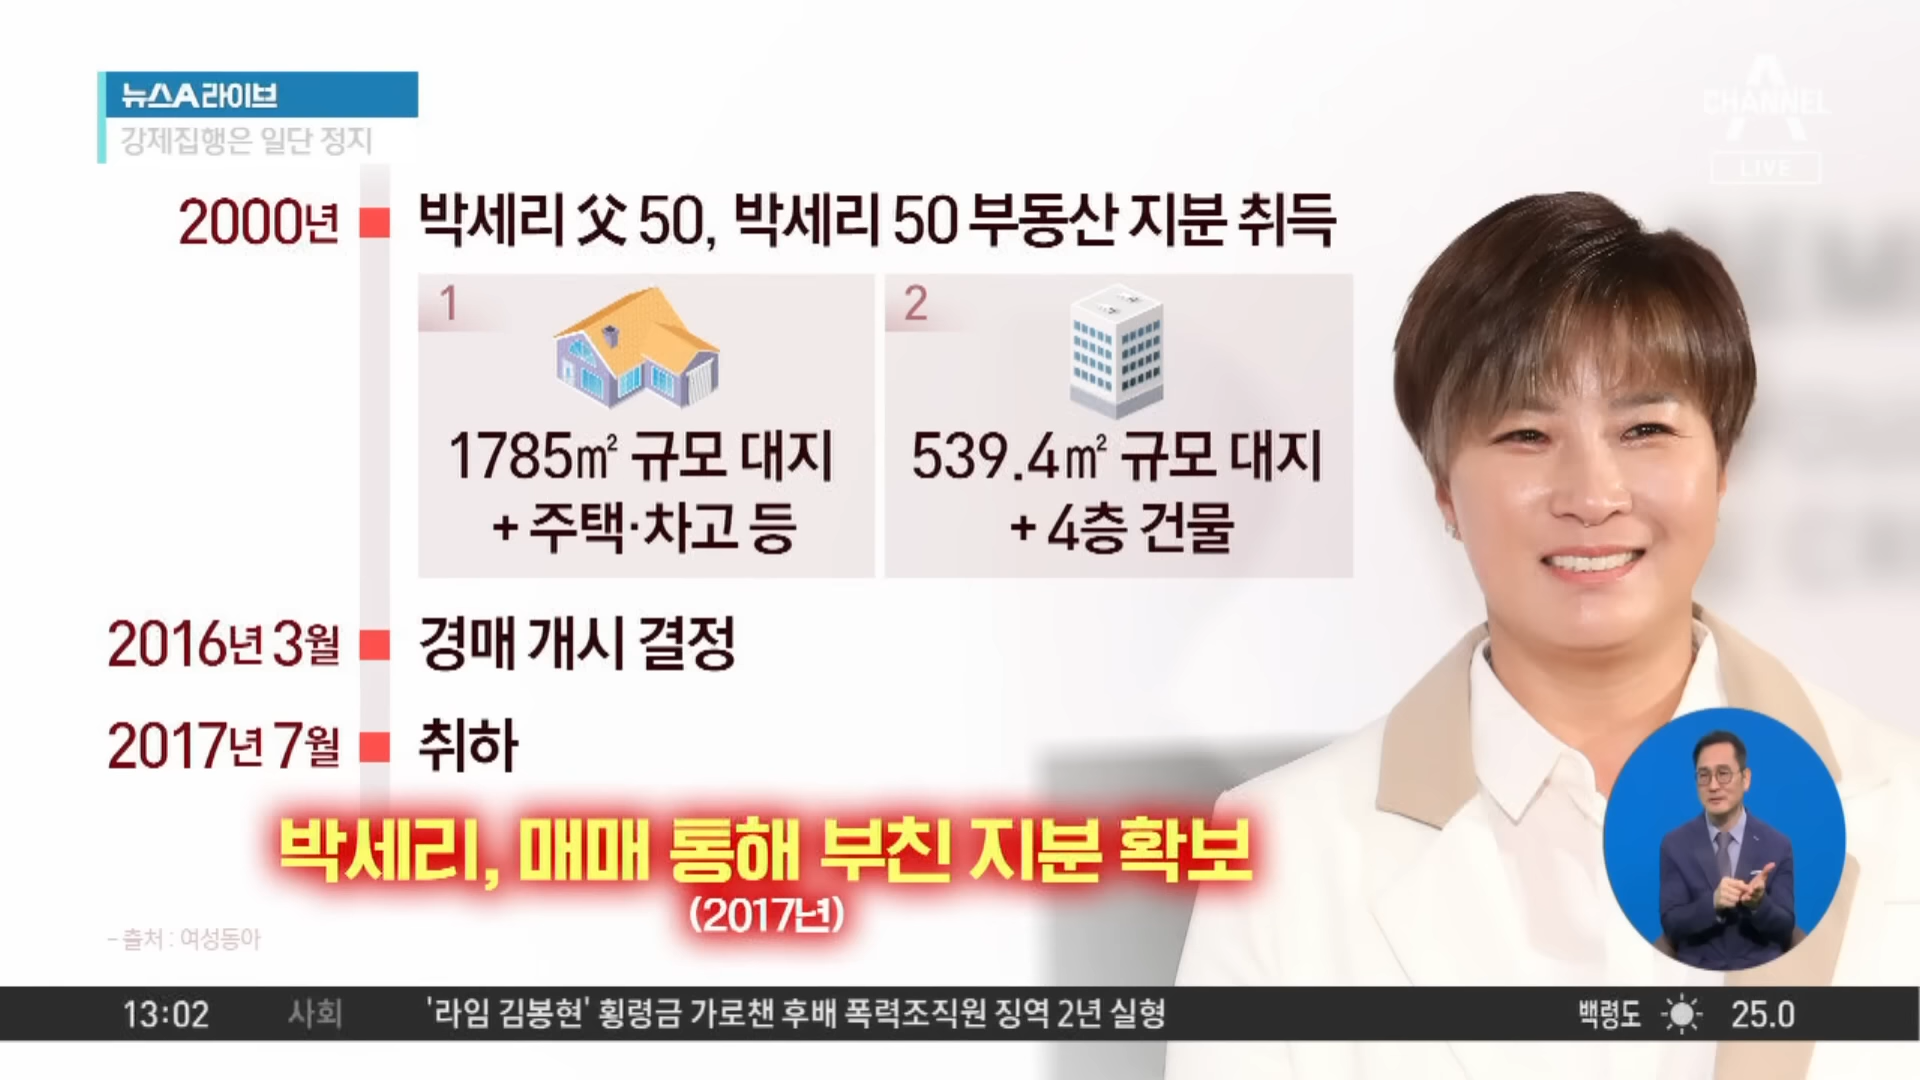 뉴스A 라이브
강제집행은 일단 정지
CHANNEL A
LIVE
2000년 박세리 父 50, 박세리 50 부동산 지분 취득
1
1785㎡ 규모 대지
+ 주택·차고 등
2
539.4㎡ 규모 대지
+ 4층 건물
2016년 3월 경매 개시 결정
2017년 7월 취하
박세리, 매매 통해 부친 지분 확보
(2017년)
- 출처 : 여성동아
13:02 사회 '라임 김봉현' 횡령금 가로챈 후배 폭력조직원 징역 2년 실형 백령도 25.0